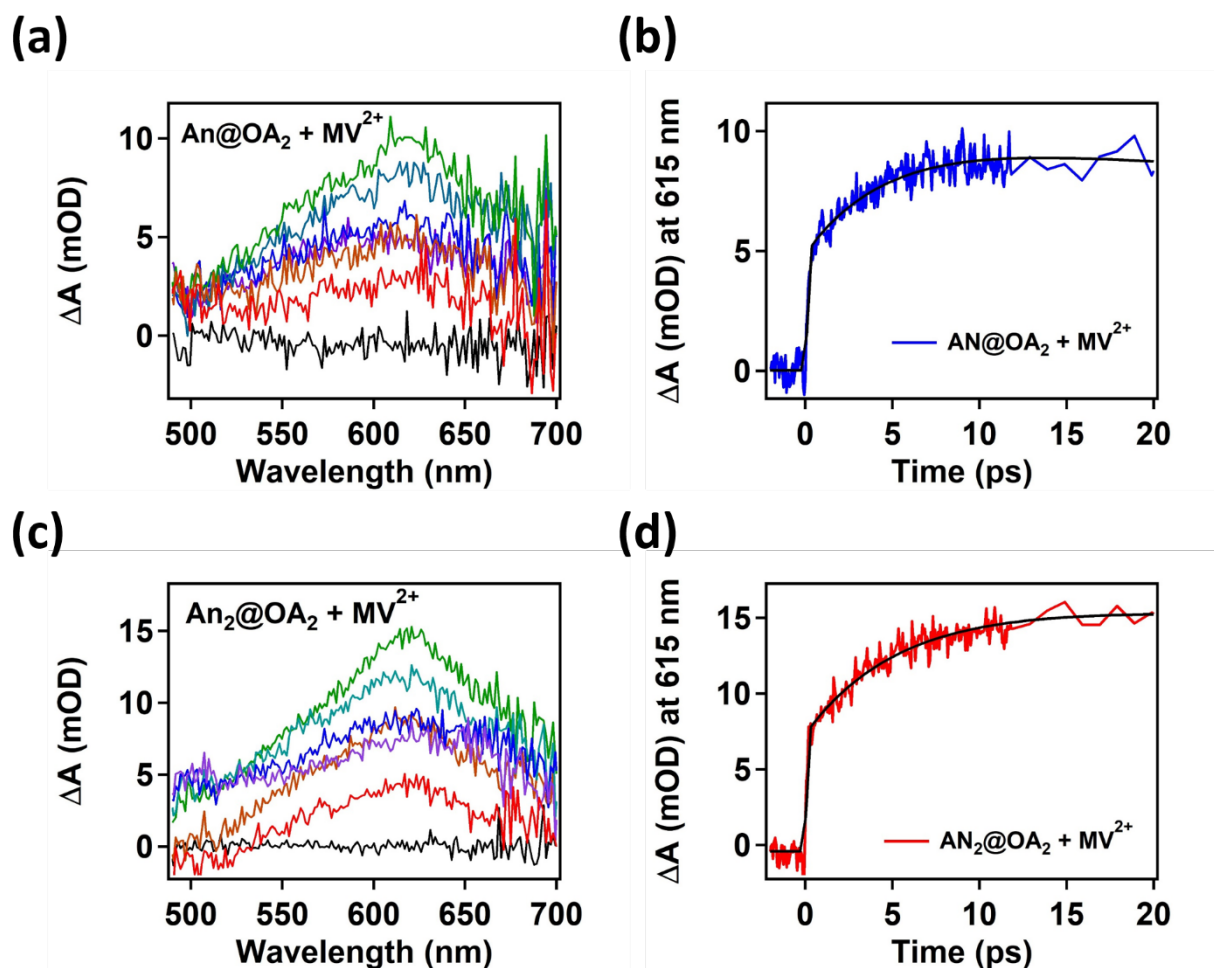 (a)
ΔA (mOD)
10
5
0
An@OA₂ + MV²⁺
500 550 600 650 700
Wavelength (nm)
(b)
ΔA (mOD) at 615 nm
10
5
0
AN@OA₂ + MV²⁺
0 5 10 15 20
Time (ps)
(c)
ΔA (mOD)
15
10
5
0
An₂@OA₂ + MV²⁺
500 550 600 650 700
Wavelength (nm)
(d)
ΔA (mOD) at 615 nm
15
10
5
0
AN₂@OA₂ + MV²⁺
0 5 10 15 20
Time (ps)